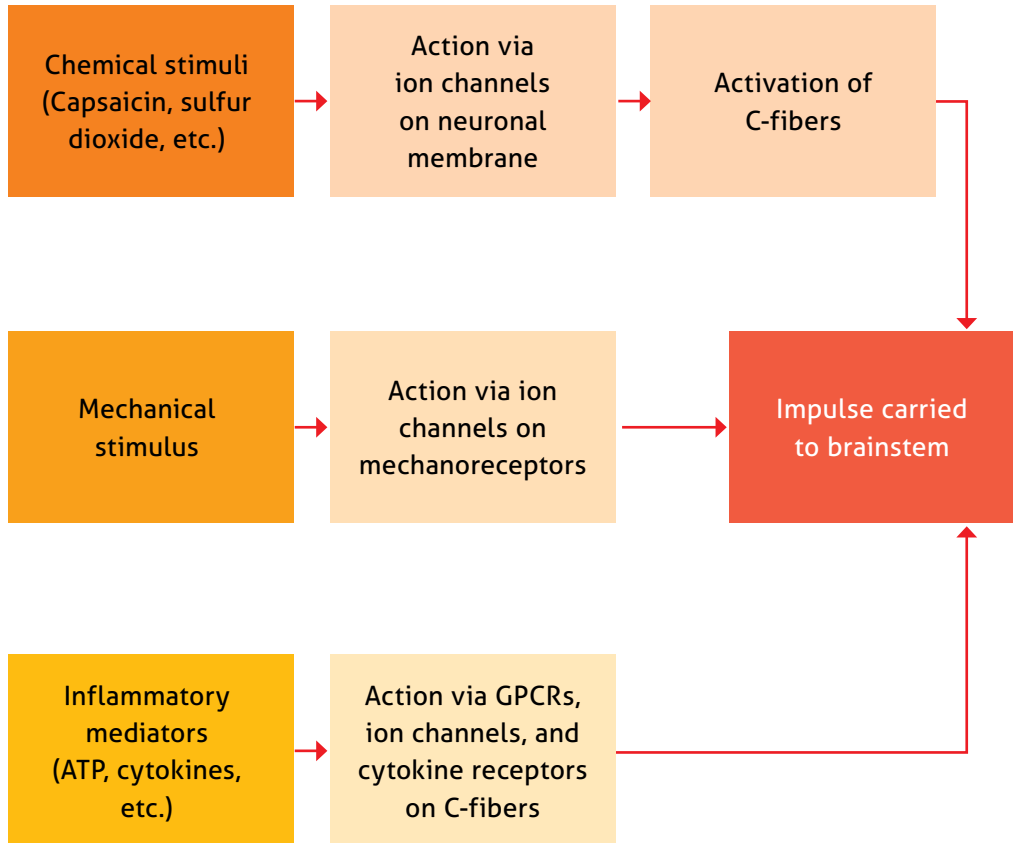 Chemical stimuli
(Capsaicin, sulfur
dioxide, etc.)
Action via
ion channels
on neuronal
membrane
Activation of
C-fibers
Mechanical
stimulus
Action via ion
channels on
mechanoreceptors
Impulse carried
to brainstem
Inflammatory
mediators
(ATP, cytokines,
etc.)
Action via GPCRs,
ion channels, and
cytokine receptors
on C-fibers